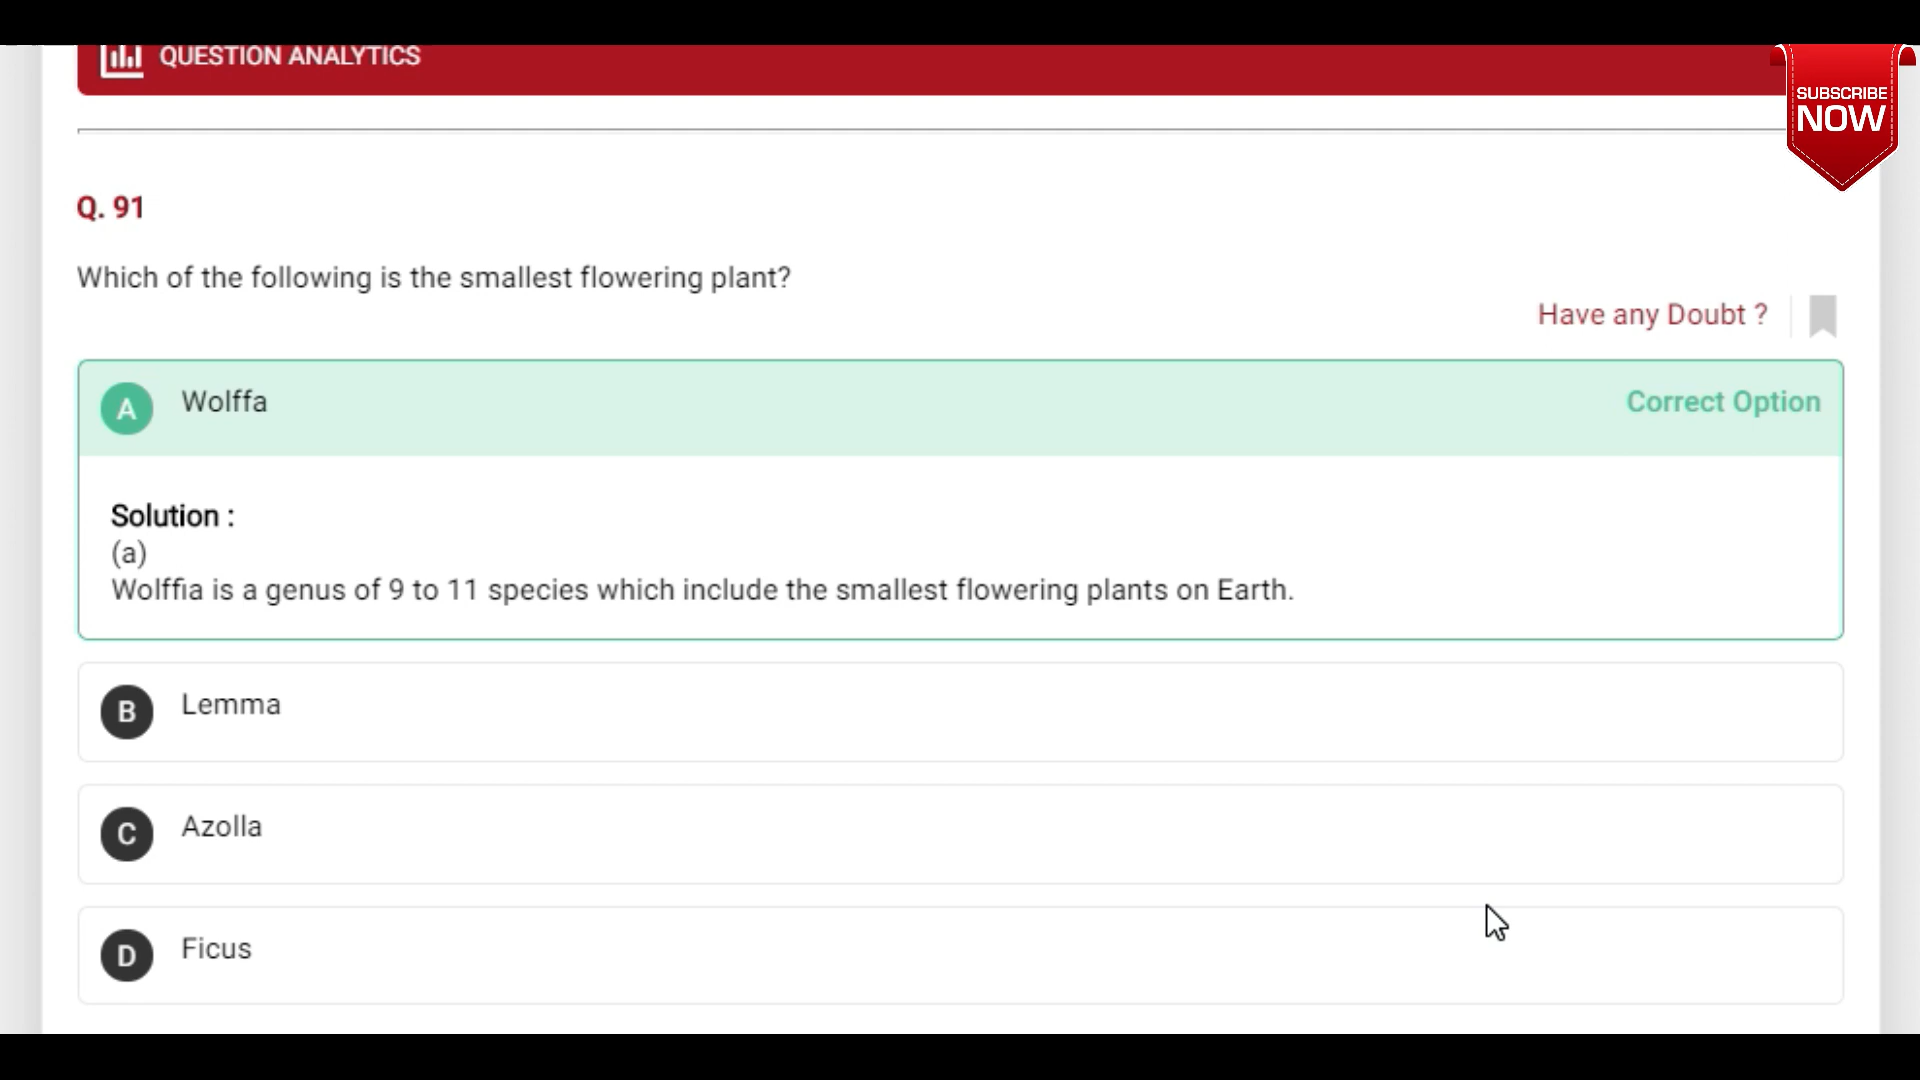 QUESTION ANALYTICS
SUBSCRIBE
NOW
Q. 91
Which of the following is the smallest flowering plant?
Have any Doubt ?
A Wolffa Correct Option
Solution :
(a)
Wolffia is a genus of 9 to 11 species which include the smallest flowering plants on Earth.
B Lemma
C Azolla
D Ficus